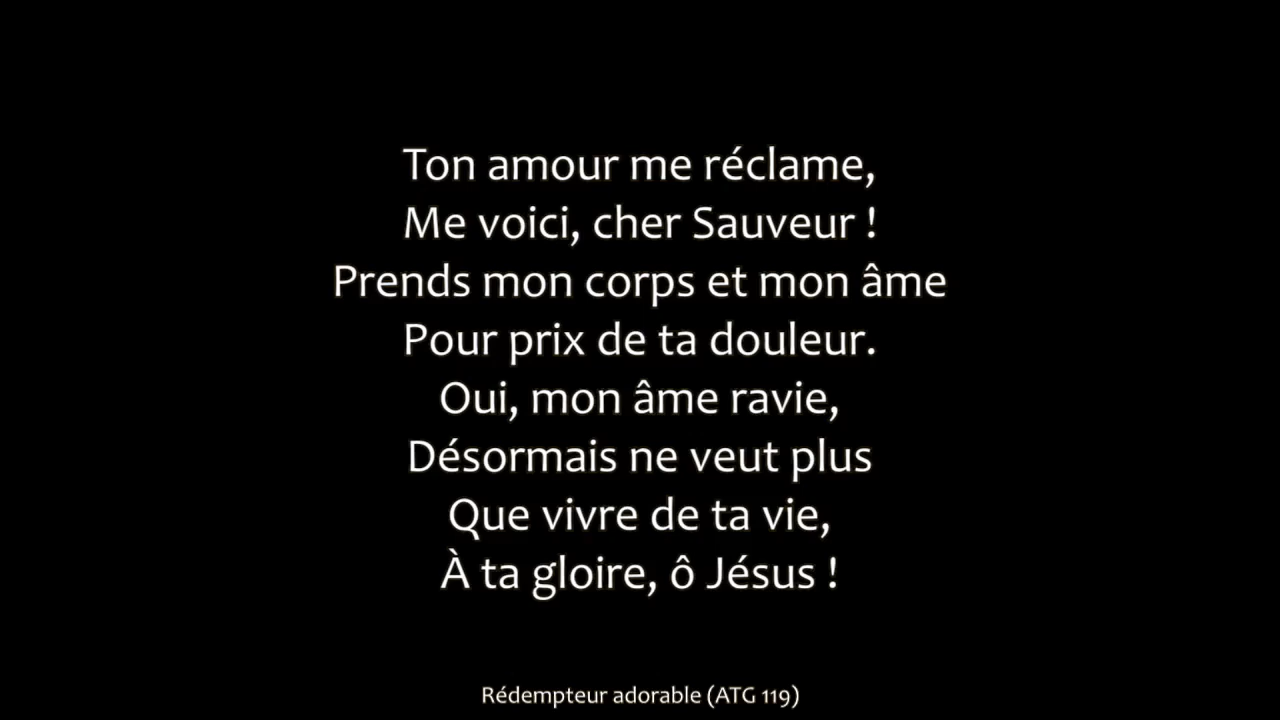 Ton amour me réclame,
Me voici, cher Sauveur !
Prends mon corps et mon âme
Pour prix de ta douleur.
Oui, mon âme ravie,
Désormais ne veut plus
Que vivre de ta vie,
À ta gloire, ô Jésus !
Rédempteur adorable (ATG 119)